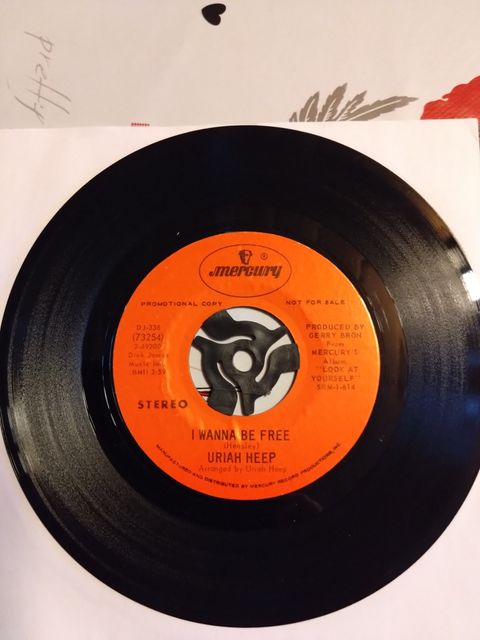 pretty
mercury ®
PROMOTIONAL COPY
NOT FOR SALE
DJ-338
(73254)
Dick James
Music Inc.
(BMI) 3:59
PRODUCED BY
GERRY BRON
From
MERCURY'S
Album,
"LOOK AT
YOURSELF"
SRM-1-614
STEREO
I WANNA BE FREE
(Hensley)
URIAH HEEP
Arranged by Uriah Heep
MANUFACTURED AND DISTRIBUTED BY MERCURY RECORD PRODUCTIONS, INC.